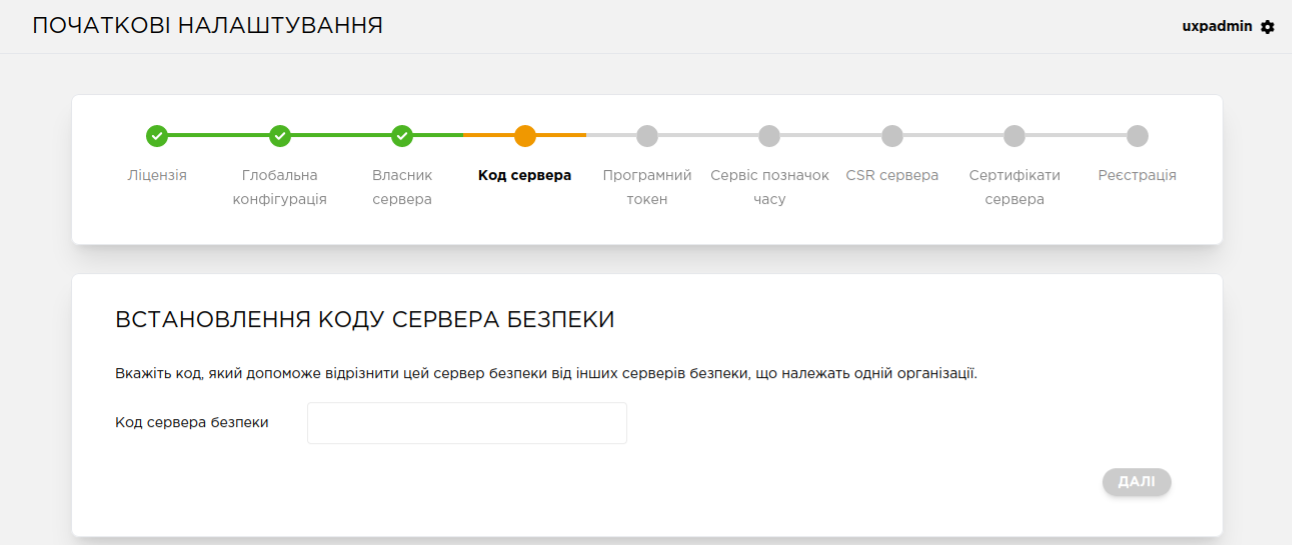 ПОЧАТКОВІ НАЛАШТУВАННЯ
uxpadmin
Ліцензія
Глобальна
конфігурація
Власник
сервера
Код сервера
Програмний
токен
Сервіс позначок
часу
CSR сервера
Сертифікати
сервера
Реєстрація
ВСТАНОВЛЕННЯ КОДУ СЕРВЕРА БЕЗПЕКИ
Вкажіть код, який допоможе відрізнити цей сервер безпеки від інших серверів безпеки, що належать одній організації.
Код сервера безпеки
ДАЛІ